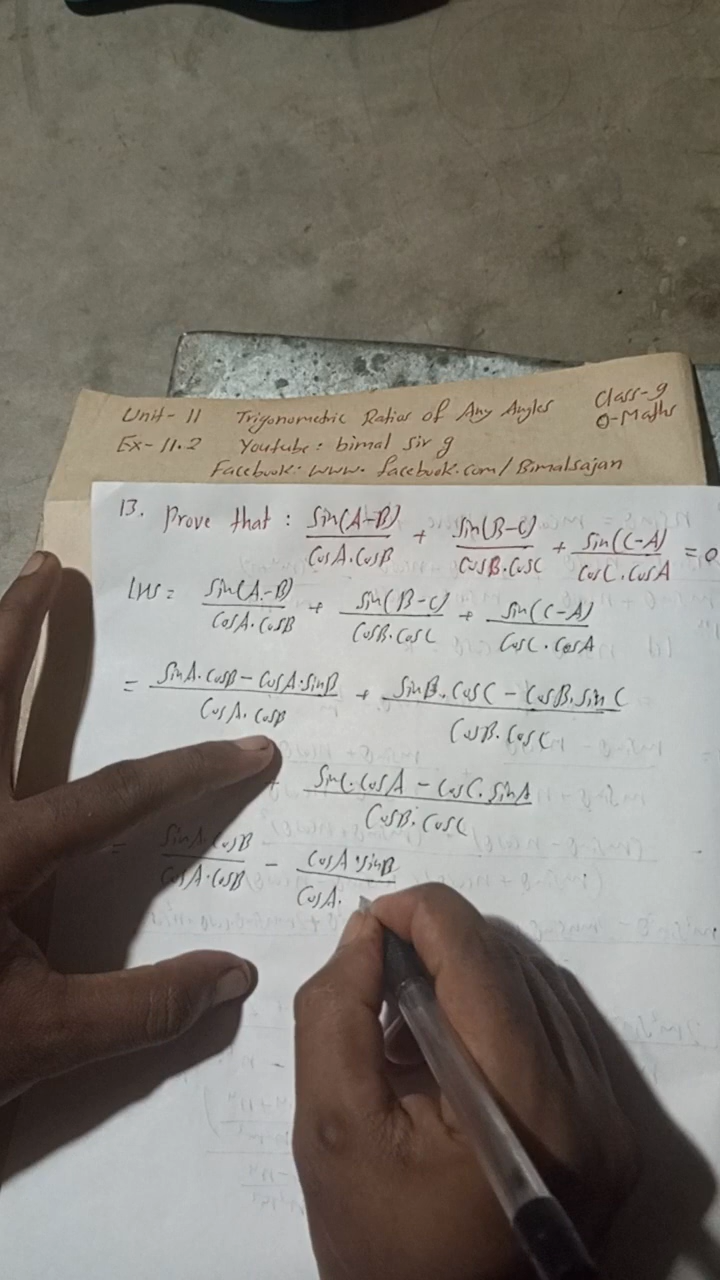 Unit- 11 Trigonometric Ratios of Any Angles Class-9
Ex- 11.2 Youtube: bimal sir g O-Maths
Facebook: www. facebook.com/Bimalsajan
13. Prove that : Sin(A-B)/CosA.CosB + Sin(B-C)/CosB.CosC + Sin(C-A)/CosC.CosA = 0
LHS = Sin(A-B)/CosA.CosB + Sin(B-C)/CosB.CosC + Sin(C-A)/CosC.CosA
= SinA.CosB - CosA.SinB/CosA.CosB + SinB.CosC - CosB.SinC/CosB.CosC
+ SinC.CosA - CosC.SinA/CosB.CosC
= SinA.CosB/CosA.CosB - CosA.SinB/CosA.